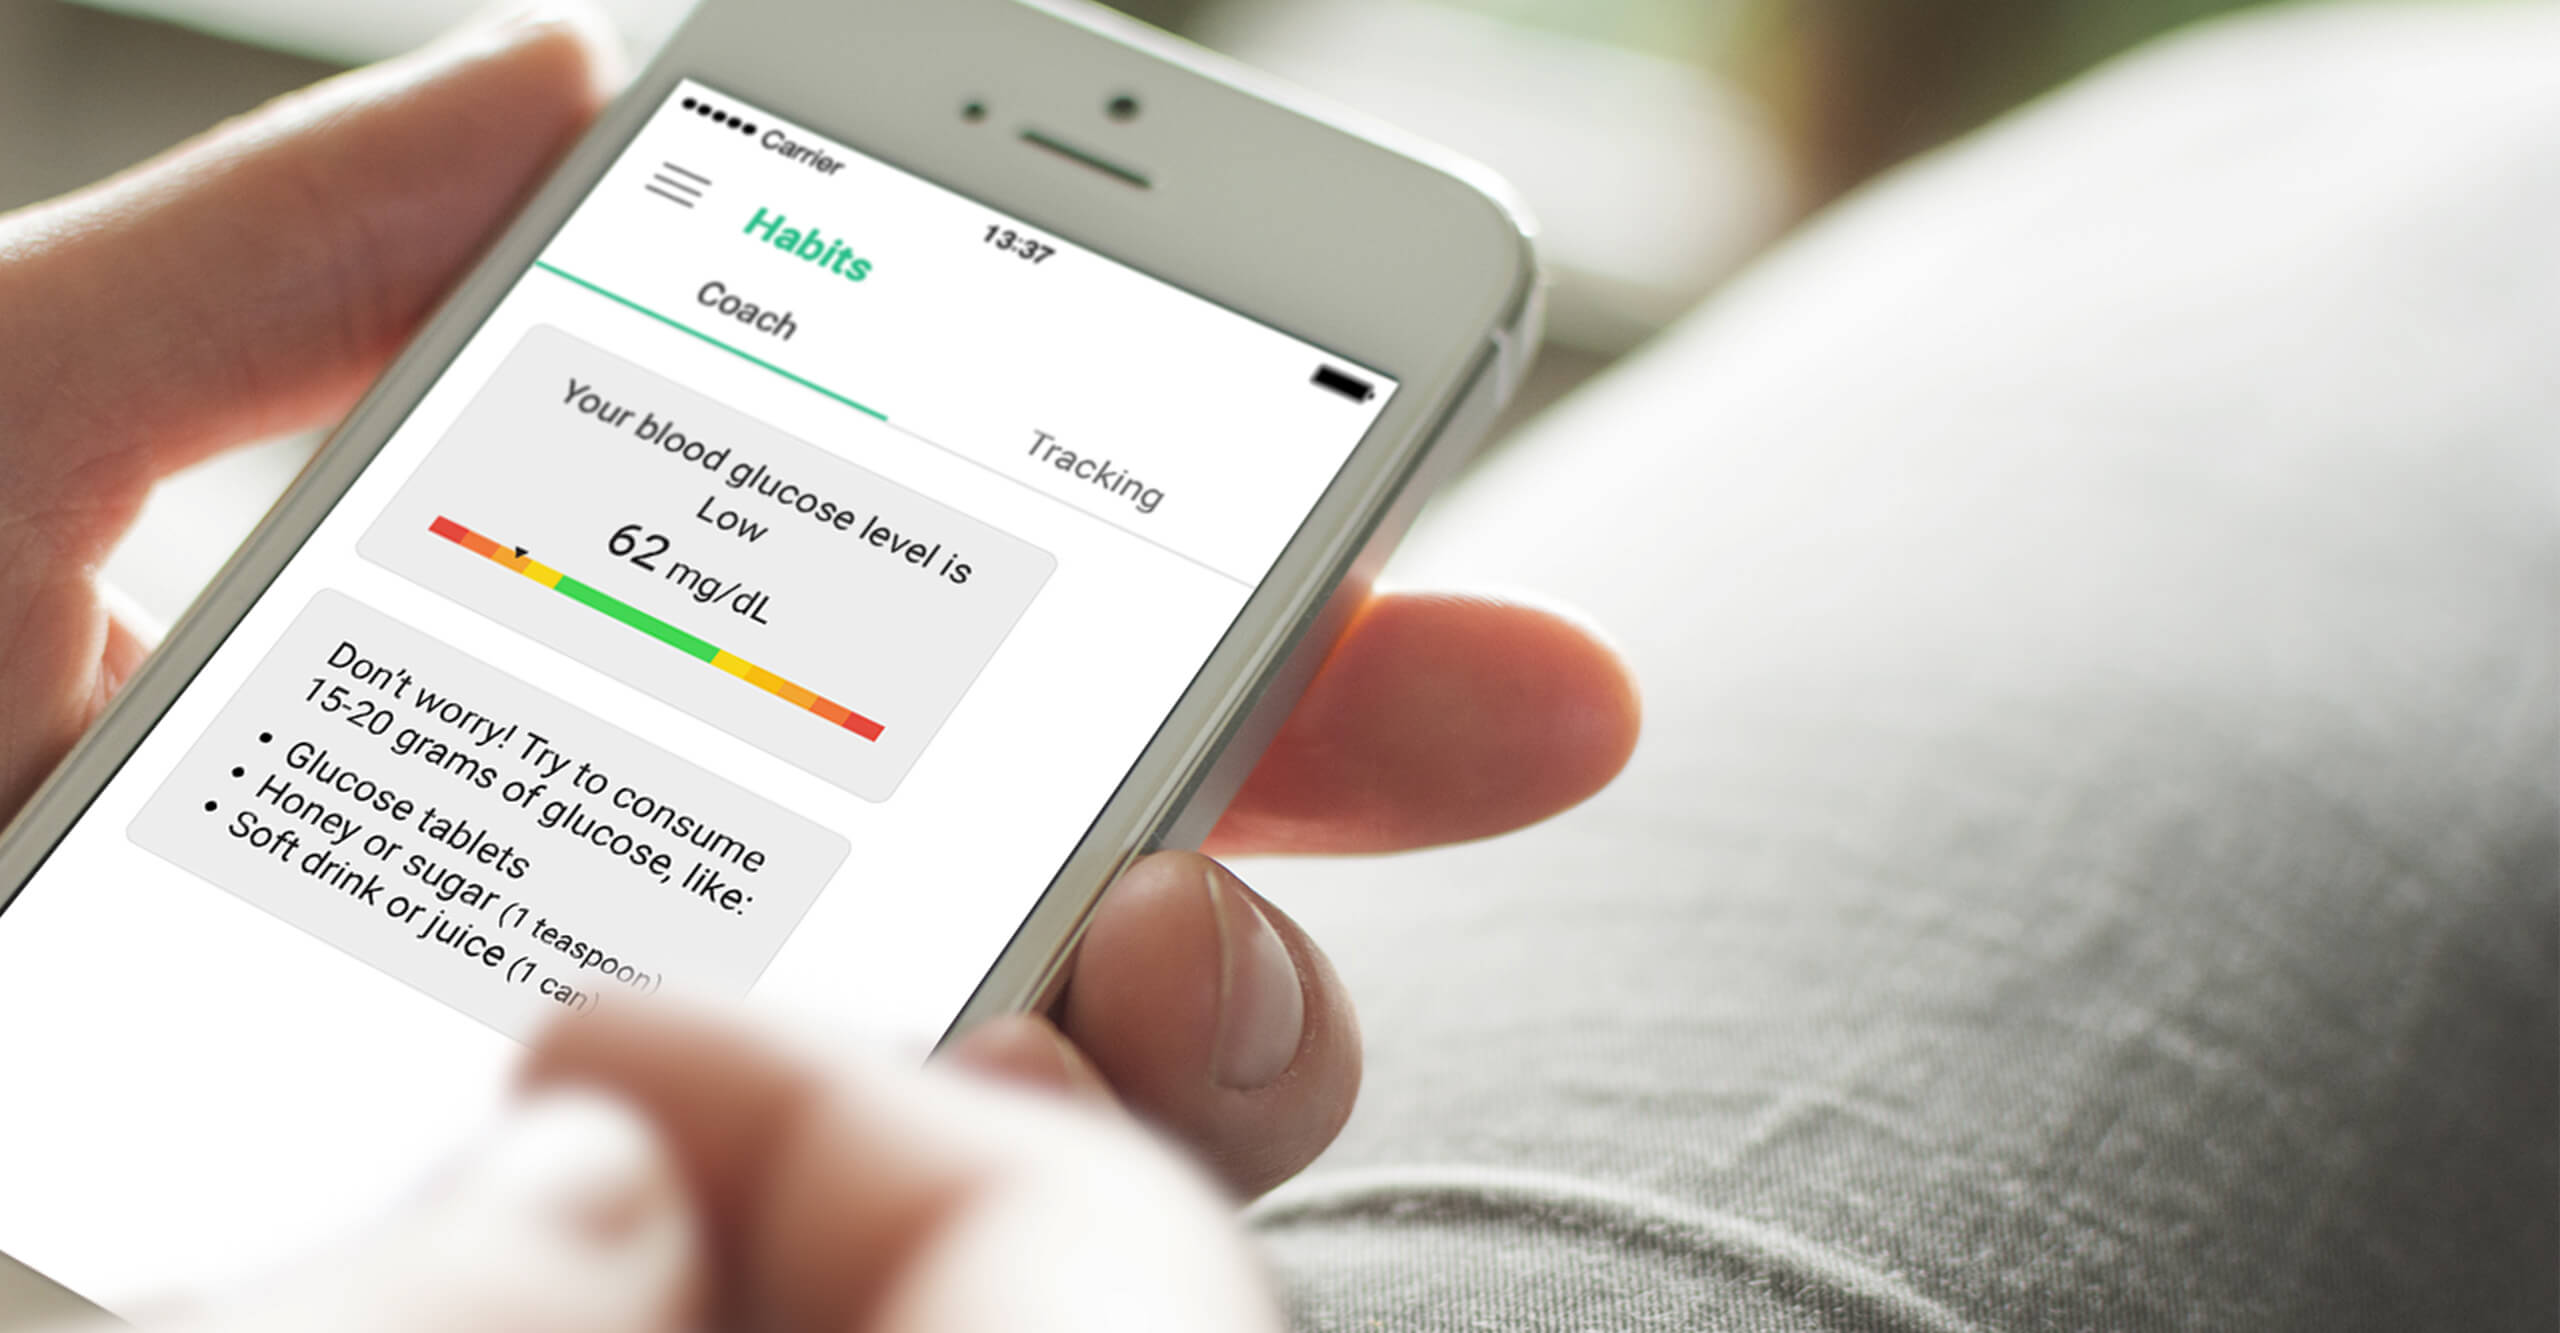 Carrier
13:37
Habits
Coach
Tracking
Your blood glucose level is
Low
62 mg/dL
Don't worry! Try to consume
15-20 grams of glucose, like:
• Glucose tablets
• Honey or sugar (1 teaspoon)
• Soft drink or juice (1 can)